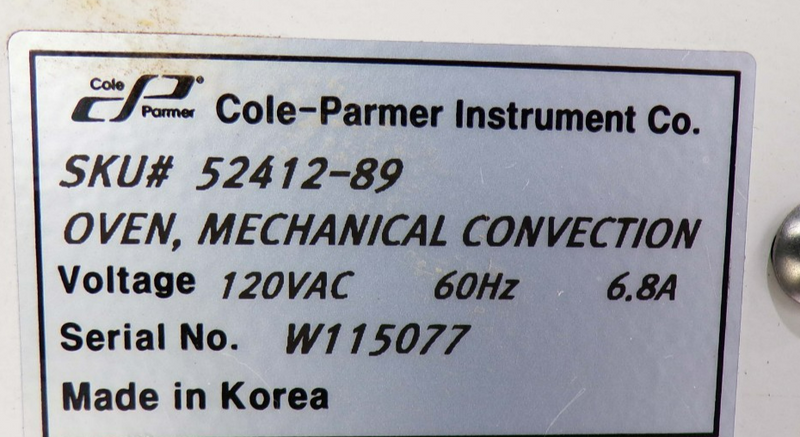 Cole Parmer® Cole-Parmer Instrument Co.
SKU# 52412-89
OVEN, MECHANICAL CONVECTION
Voltage 120VAC 60Hz 6.8A
Serial No. W115077
Made in Korea